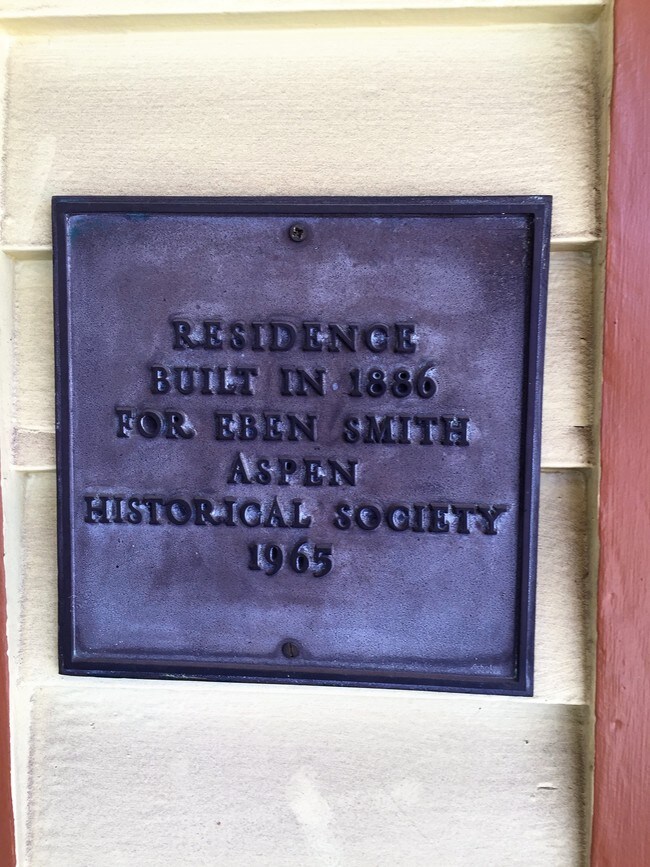 RESIDENCE
BUILT IN 1886
FOR EBEN SMITH
ASPEN
HISTORICAL SOCIETY
1965